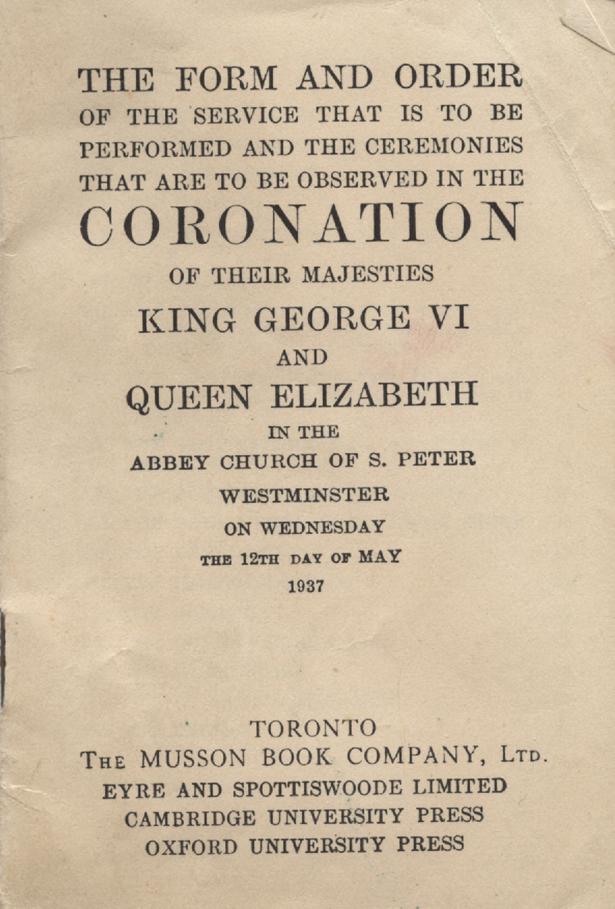 THE FORM AND ORDER
OF THE SERVICE THAT IS TO BE
PERFORMED AND THE CEREMONIES
THAT ARE TO BE OBSERVED IN THE
CORONATION
OF THEIR MAJESTIES
KING GEORGE VI
AND
QUEEN ELIZABETH
IN THE
ABBEY CHURCH OF S. PETER
WESTMINSTER
ON WEDNESDAY
THE 12TH DAY OF MAY
1937
TORONTO
THE MUSSON BOOK COMPANY, LTD.
EYRE AND SPOTTISWOODE LIMITED
CAMBRIDGE UNIVERSITY PRESS
OXFORD UNIVERSITY PRESS